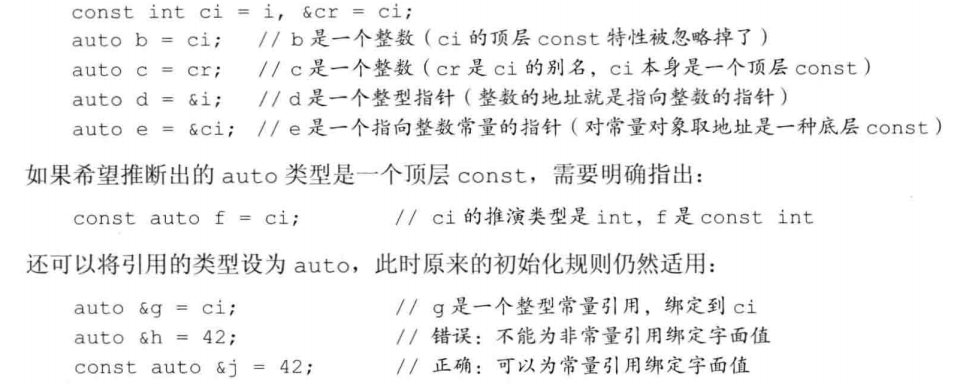 const int ci = i, &cr = ci;
auto b = ci;  // b是一个整数（ci的顶层const特性被忽略掉了）
auto c = cr;  // c是一个整数（cr是ci的别名，ci本身是一个顶层const）
auto d = &i;  // d是一个整型指针（整数的地址就是指向整数的指针）
auto e = &ci; // e是一个指向整数常量的指针（对常量对象取地址是一种底层const）
如果希望推断出的auto类型是一个顶层const，需要明确指出：
const auto f = ci;      // ci的推演类型是int，f是const int
还可以将引用的类型设为auto，此时原来的初始化规则仍然适用：
auto &g = ci;           // g是一个整型常量引用，绑定到ci
auto &h = 42;           // 错误：不能为非常量引用绑定字面值
const auto &j = 42;     // 正确：可以为常量引用绑定字面值